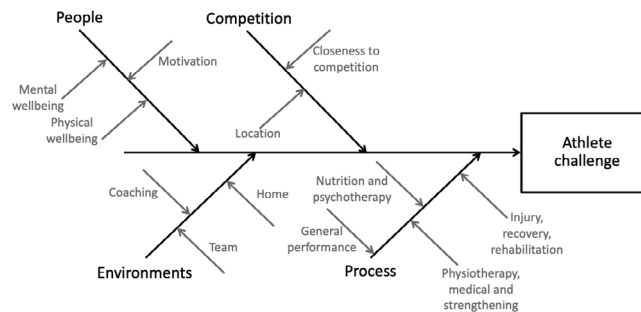 People
Competition
Motivation
Closeness to
competition
Mental
wellbeing
Physical
wellbeing
Location
Athlete
challenge
Coaching
Home
Team
Environments
Nutrition and
psychotherapy
General
performance
Process
Injury,
recovery,
rehabilitation
Physiotherapy,
medical and
strengthening